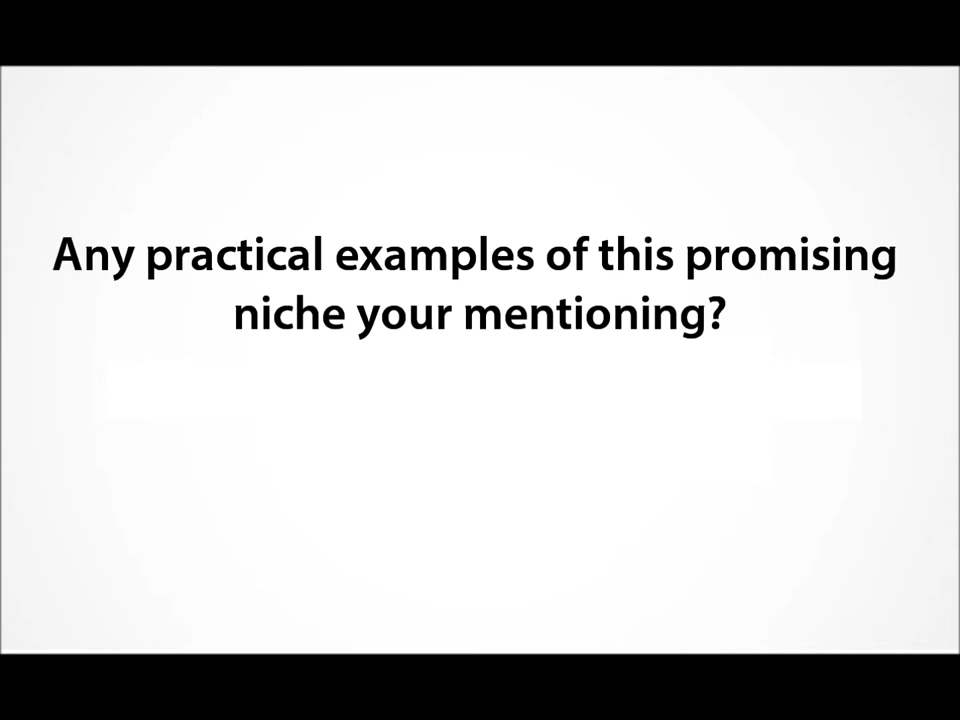 Any practical examples of this promising
niche your mentioning?